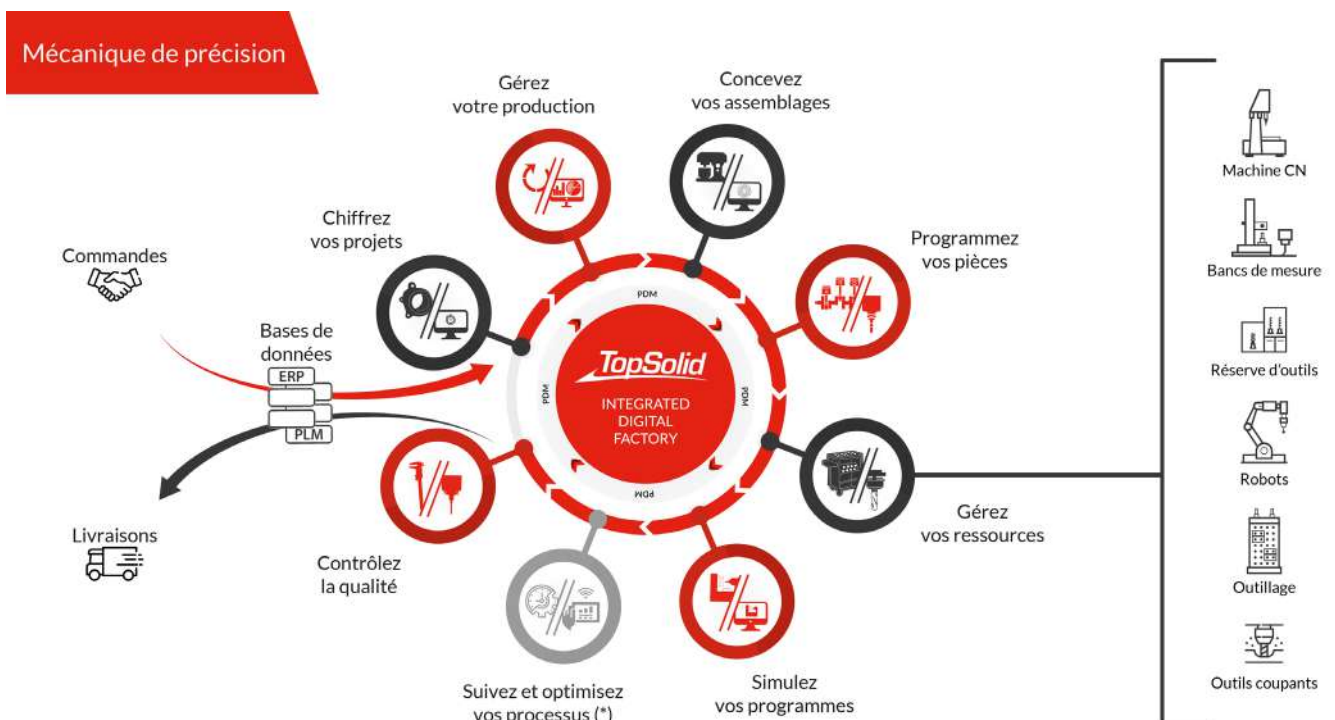 Mécanique de précision
Gérez
votre production
Concevez
vos assemblages
Chiffrez
vos projets
Programmez
vos pièces
Commandes
Bases de
données
ERP
PLM
Livraisons
PDM
PDM
PDM
PDM
TopSolid
INTEGRATED
DIGITAL
FACTORY
Contrôlez
la qualité
Suivez et optimisez
vos processus (*)
Simulez
vos programmes
Gérez
vos ressources
Machine CN
Bancs de mesure
Réserve d'outils
Robots
Outillage
Outils coupants